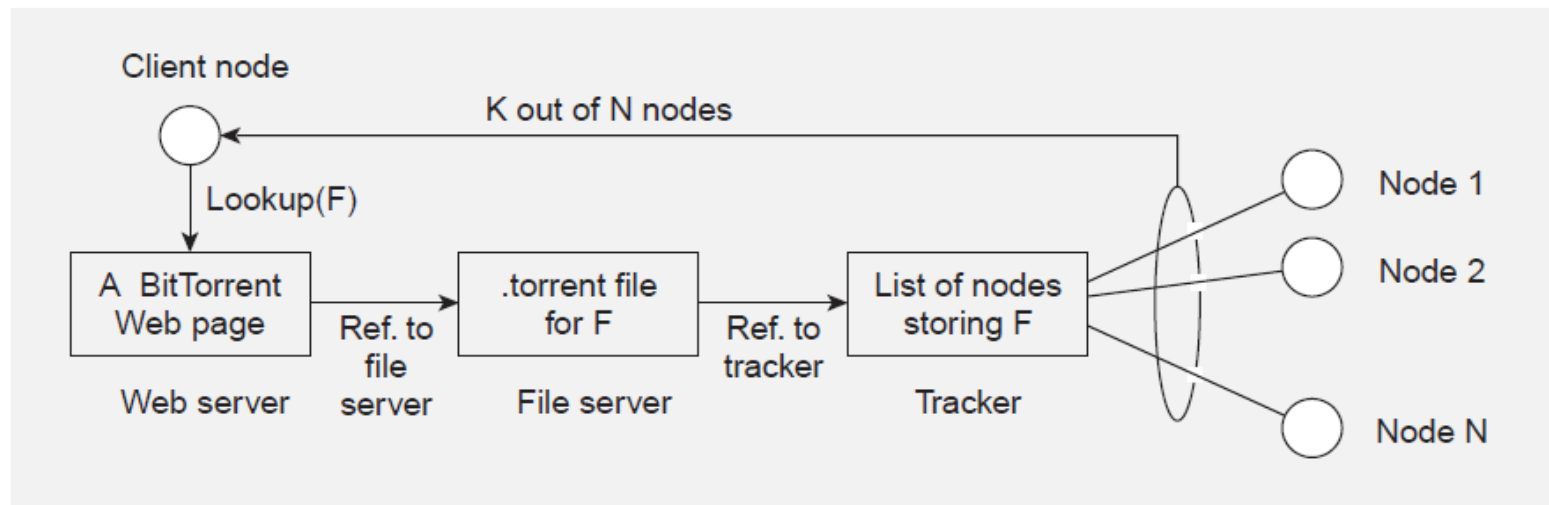 Client node
K out of N nodes
Lookup(F)
Node 1
Node 2
Node N
A BitTorrent
Web page
Web server
Ref. to
file
server
.torrent file
for F
File server
Ref. to
tracker
List of nodes
storing F
Tracker